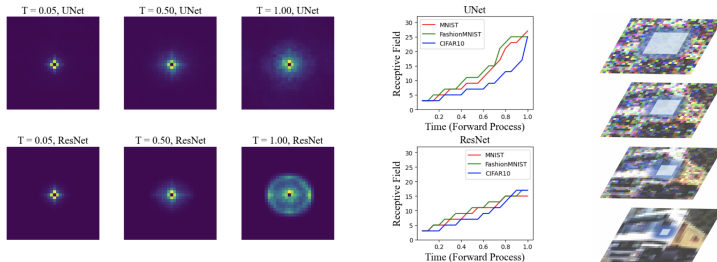 T = 0.05, UNet
T = 0.50, UNet
T = 1.00, UNet
T = 0.05, ResNet
T = 0.50, ResNet
T = 1.00, ResNet
UNet
MNIST
FashionMNIST
CIFAR10
Receptive Field
30
25
20
15
10
5
0
0.2
0.4
0.6
0.8
1.0
Time (Forward Process)
ResNet
MNIST
FashionMNIST
CIFAR10
Receptive Field
30
25
20
15
10
5
0
0.2
0.4
0.6
0.8
1.0
Time (Forward Process)